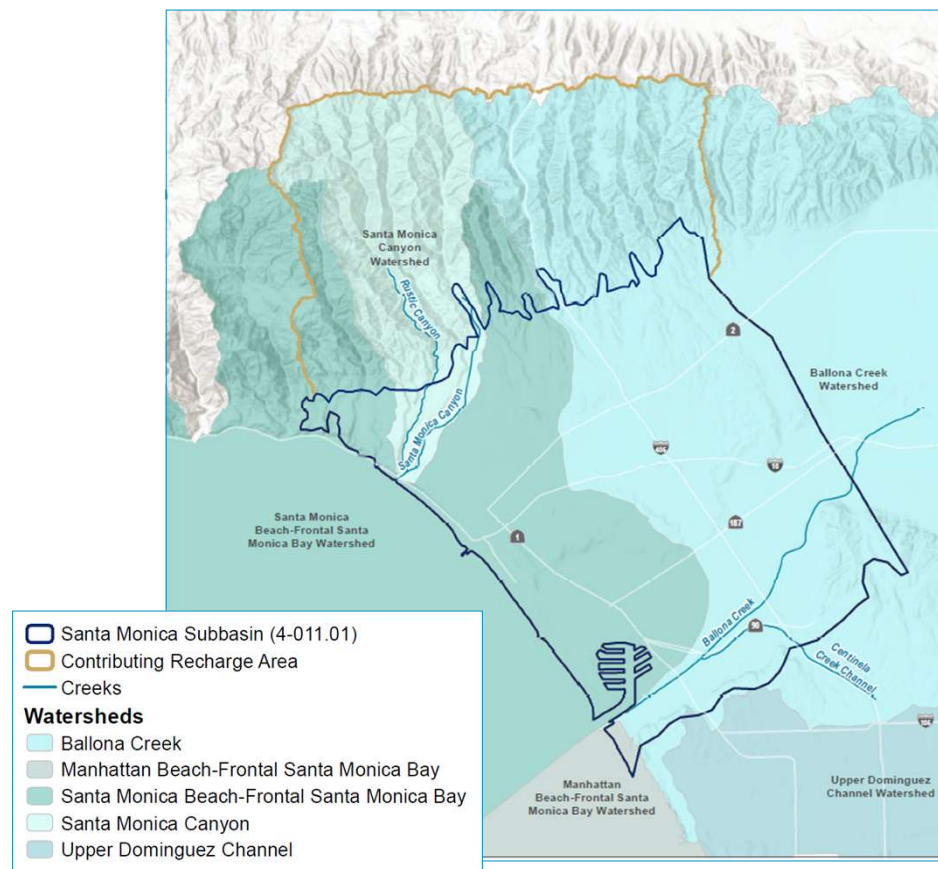 Santa Monica
Canyon
Watershed
Rustic Canyon
2
Ballona Creek
Watershed
Santa Monica Canyon
405
10
187
1
Santa Monica
Beach-Frontal Santa
Monica Bay Watershed
Ballona Creek
90
Centinela
Creek Channel
Manhattan
Beach-Frontal Santa
Monica Bay Watershed
Upper Dominguez
Channel Watershed
Santa Monica Subbasin (4-011.01)
Contributing Recharge Area
Creeks
Watersheds
Ballona Creek
Manhattan Beach-Frontal Santa Monica Bay
Santa Monica Beach-Frontal Santa Monica Bay
Santa Monica Canyon
Upper Dominguez Channel